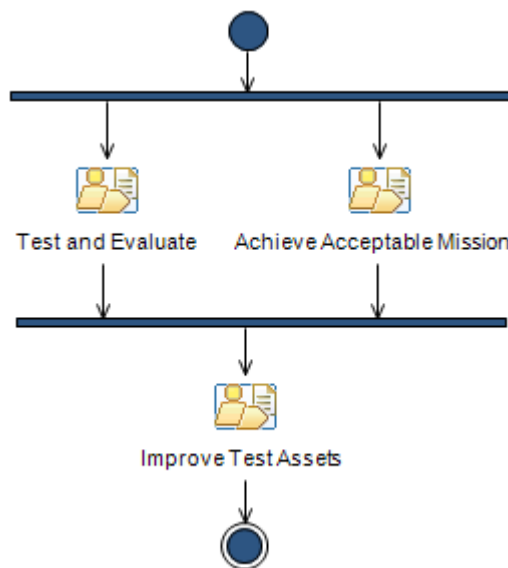 Test and Evaluate
Achieve Acceptable Mission
Improve Test Assets